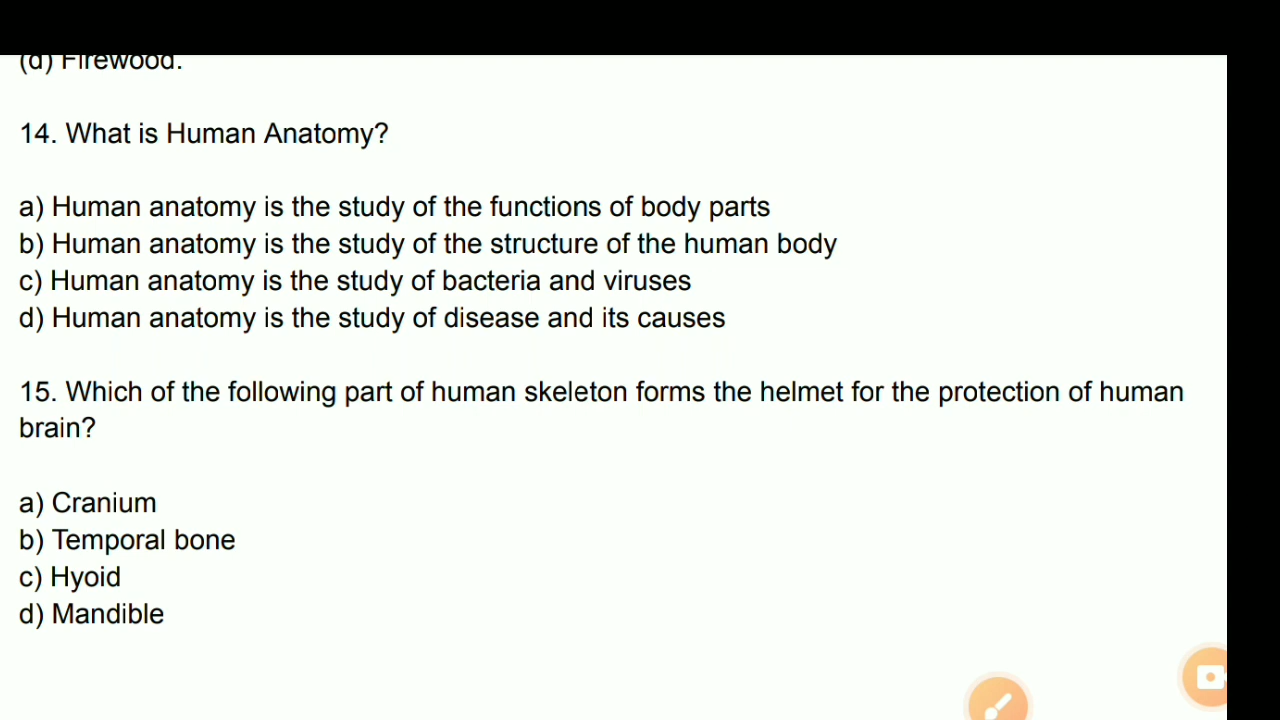 (d) Firewood.
14. What is Human Anatomy?
a) Human anatomy is the study of the functions of body parts
b) Human anatomy is the study of the structure of the human body
c) Human anatomy is the study of bacteria and viruses
d) Human anatomy is the study of disease and its causes
15. Which of the following part of human skeleton forms the helmet for the protection of human
brain?
a) Cranium
b) Temporal bone
c) Hyoid
d) Mandible